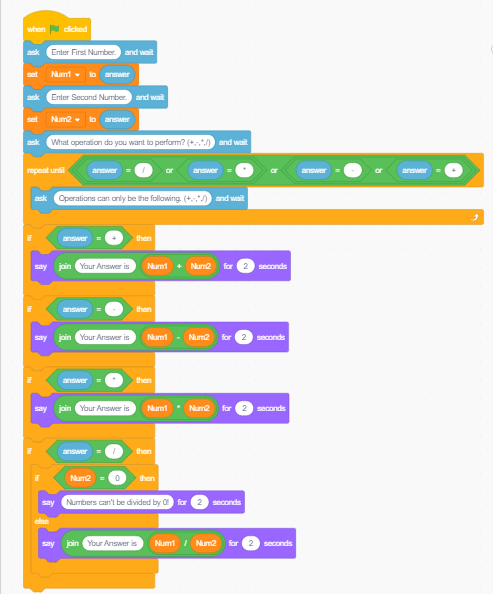 when clicked
ask Enter First Number. and wait
set Num1 to answer
ask Enter Second Number. and wait
set Num2 to answer
ask What operation do you want to perform? (+,-,*,/) and wait
repeat until answer = / or answer = * or answer = - or answer = +
ask Operations can only be the following. (+,-,*,/) and wait
if answer = + then
say join Your Answer is Num1 + Num2 for 2 seconds
if answer = - then
say join Your Answer is Num1 - Num2 for 2 seconds
if answer = * then
say join Your Answer is Num1 * Num2 for 2 seconds
if answer = / then
if Num2 = 0 then
say Numbers can't be divided by 0! for 2 seconds
else
say join Your Answer is Num1 / Num2 for 2 seconds